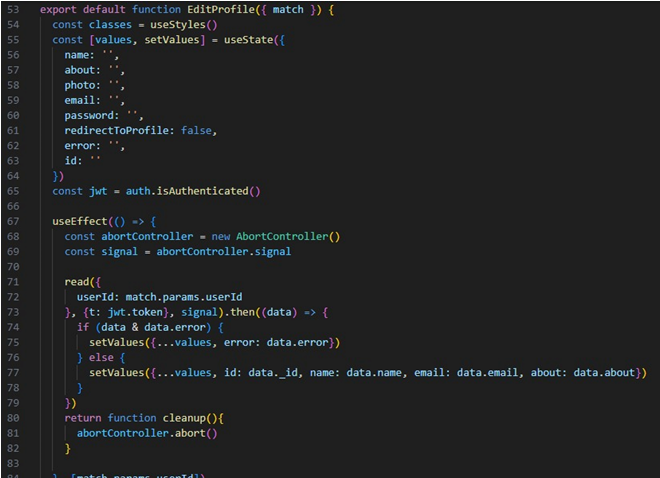 53 export default function EditProfile({ match }) {
54   const classes = useStyles()
55   const [values, setValues] = useState({
56     name: '',
57     about: '',
58     photo: '',
59     email: '',
60     password: '',
61     redirectToProfile: false,
62     error: '',
63     id: ''
64   })
65   const jwt = auth.isAuthenticated()
66
67   useEffect(() => {
68     const abortController = new AbortController()
69     const signal = abortController.signal
70
71     read({
72       userId: match.params.userId
73     }, {t: jwt.token}, signal).then((data) => {
74       if (data & data.error) {
75         setValues({...values, error: data.error})
76       } else {
77         setValues({...values, id: data._id, name: data.name, email: data.email, about: data.about})
78       }
79     })
80     return function cleanup(){
81       abortController.abort()
82     }
83
84   }, [match.params.userId])